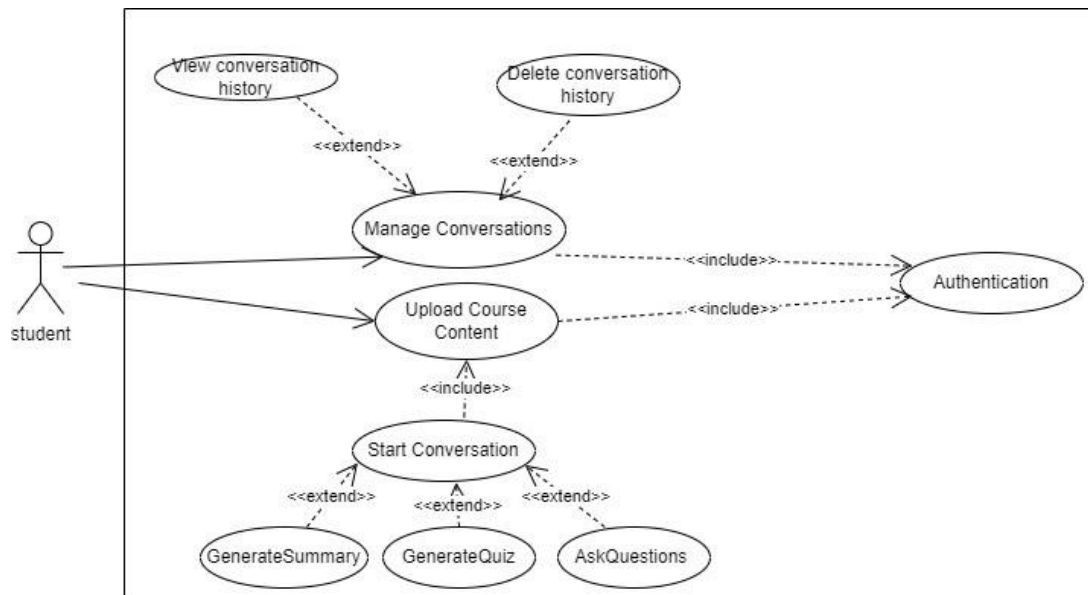 View conversation
history
Delete conversation
history
<<extend>>
<<extend>>
Manage Conversations
<<include>>
Authentication
student
Upload Course
Content
<<include>>
<<include>>
Start Conversation
<<extend>>
<<extend>>
<<extend>>
GenerateSummary
GenerateQuiz
AskQuestions